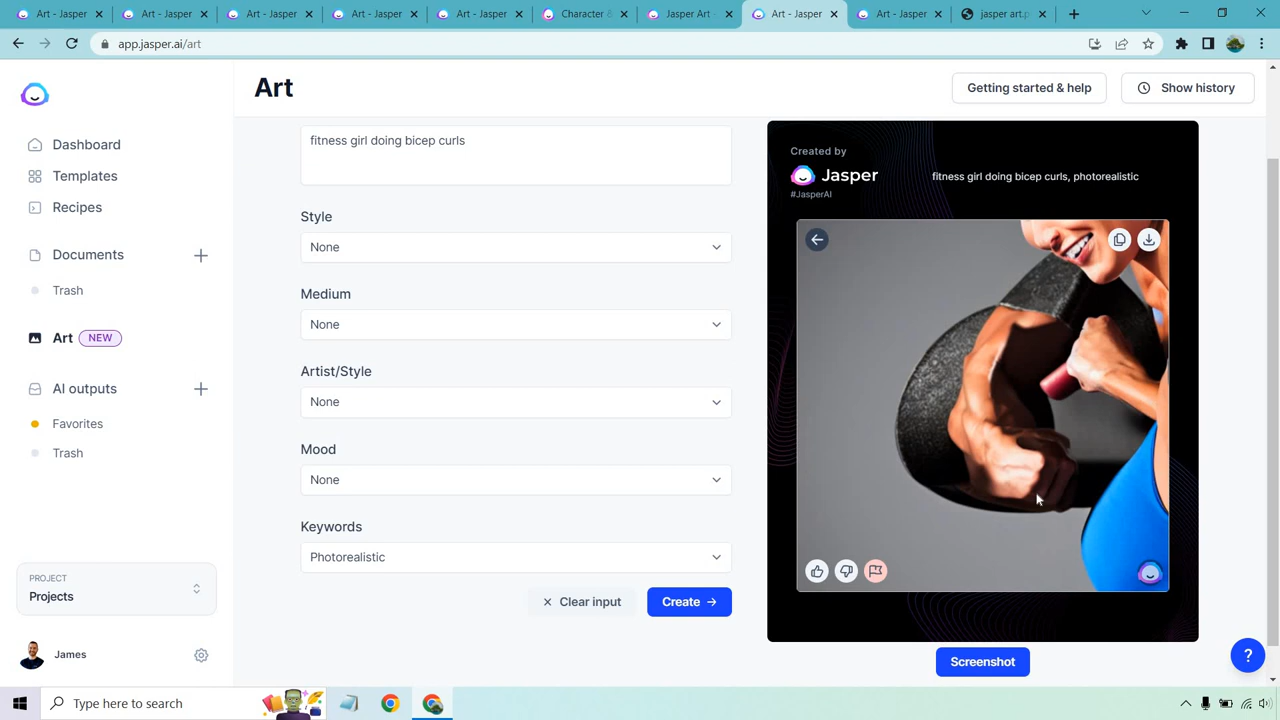 Art - Jasper
Art - Jasper
Art - Jasper
Art - Jasper
Art - Jasper
Character &
Jasper Art -
Art - Jasper
Art - Jasper
jasper art.p
app.jasper.ai/art
Art
Getting started & help
Show history
Dashboard
Templates
Recipes
Documents
Trash
Art
NEW
AI outputs
Favorites
Trash
PROJECT
Projects
James
fitness girl doing bicep curls
Style
None
Medium
None
Artist/Style
None
Mood
None
Keywords
Photorealistic
Clear input
Create
Created by
Jasper
#JasperAI
fitness girl doing bicep curls, photorealistic
Screenshot
?
Type here to search